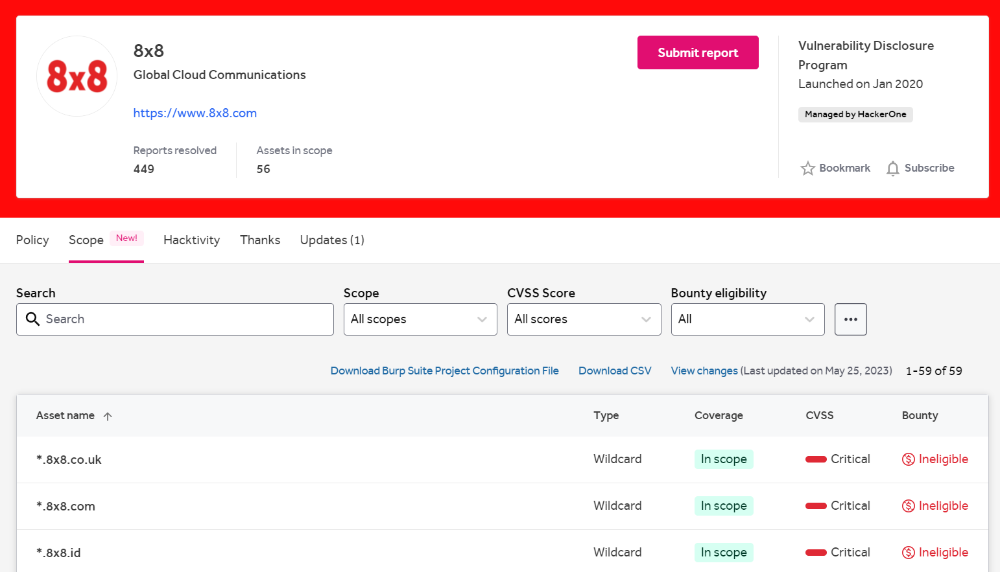 8x8
8x8
Global Cloud Communications
https://www.8x8.com
Reports resolved
449
Assets in scope
56
Submit report
Vulnerability Disclosure
Program
Launched on Jan 2020
Managed by HackerOne
Bookmark
Subscribe
Policy
Scope
New!
Hacktivity
Thanks
Updates (1)
Search
Search
Scope
All scopes
CVSS Score
All scores
Bounty eligibility
All
Download Burp Suite Project Configuration File
Download CSV
View changes (Last updated on May 25, 2023)
1-59 of 59
Asset name Type Coverage CVSS Bounty
*.8x8.co.uk Wildcard In scope Critical Ineligible
*.8x8.com Wildcard In scope Critical Ineligible
*.8x8.id Wildcard In scope Critical Ineligible